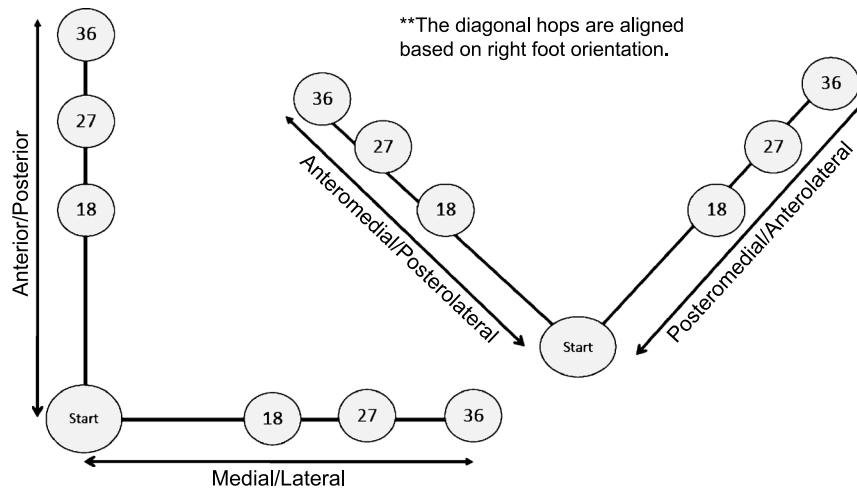 **The diagonal hops are aligned
based on right foot orientation.
36
27
18
Start
Anterior/Posterior
18
27
36
Medial/Lateral
36
27
18
Anteromedial/Posterolateral
Start
36
27
18
Posteromedial/Anterolateral